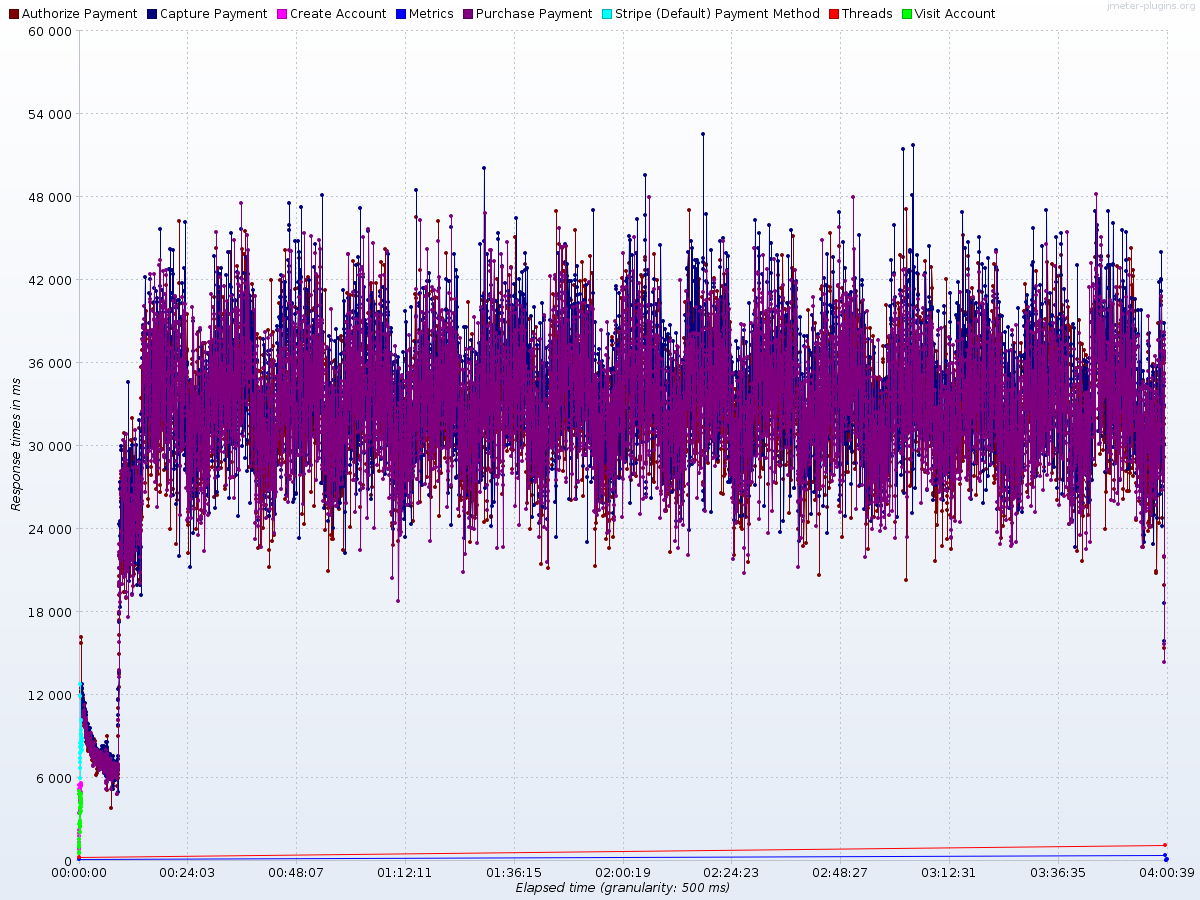 Authorize Payment Capture Payment Create Account Metrics Purchase Payment Stripe (Default) Payment Method Threads Visit Account
jmeter-plugins.org
60 000
54 000
48 000
42 000
36 000
30 000
24 000
18 000
12 000
6 000
0
Response times in ms
00:00:00 00:24:03 00:48:07 01:12:11 01:36:15 02:00:19 02:24:23 02:48:27 03:12:31 03:36:35 04:00:39
Elapsed time (granularity: 500 ms)